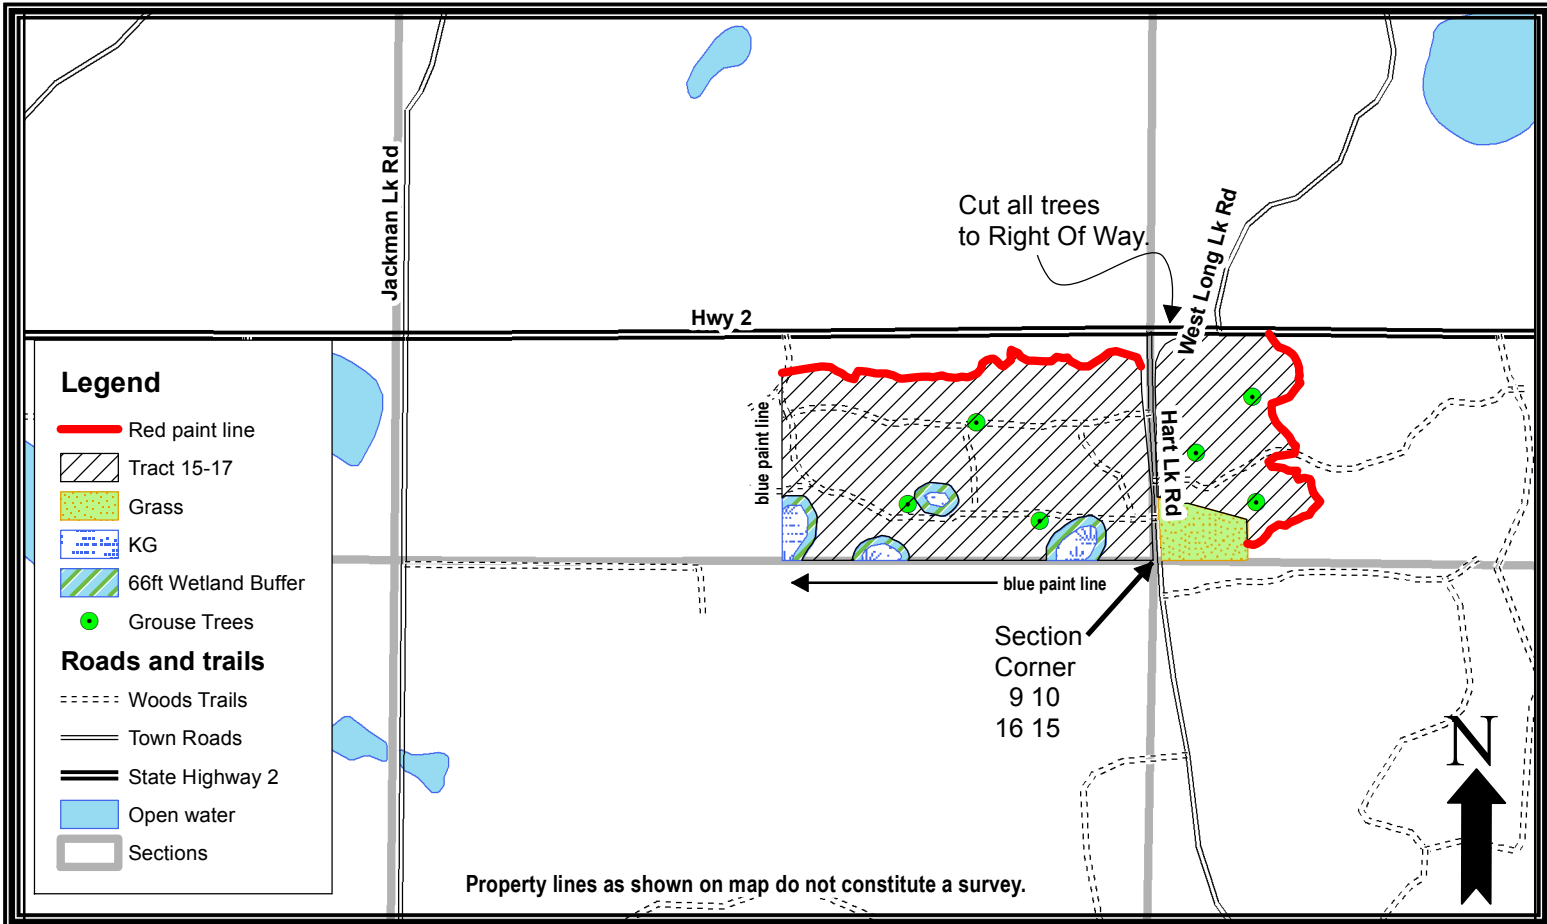 Jackman Lk Rd
Cut all trees
to Right Of Way.
West Long Lk Rd
Hwy 2
Hart Lk Rd
blue paint line
blue paint line
Section
Corner
9 10
16 15
Legend
Red paint line
Tract 15-17
Grass
KG
66ft Wetland Buffer
Grouse Trees
Roads and trails
Woods Trails
Town Roads
State Highway 2
Open water
Sections
N
Property lines as shown on map do not constitute a survey.